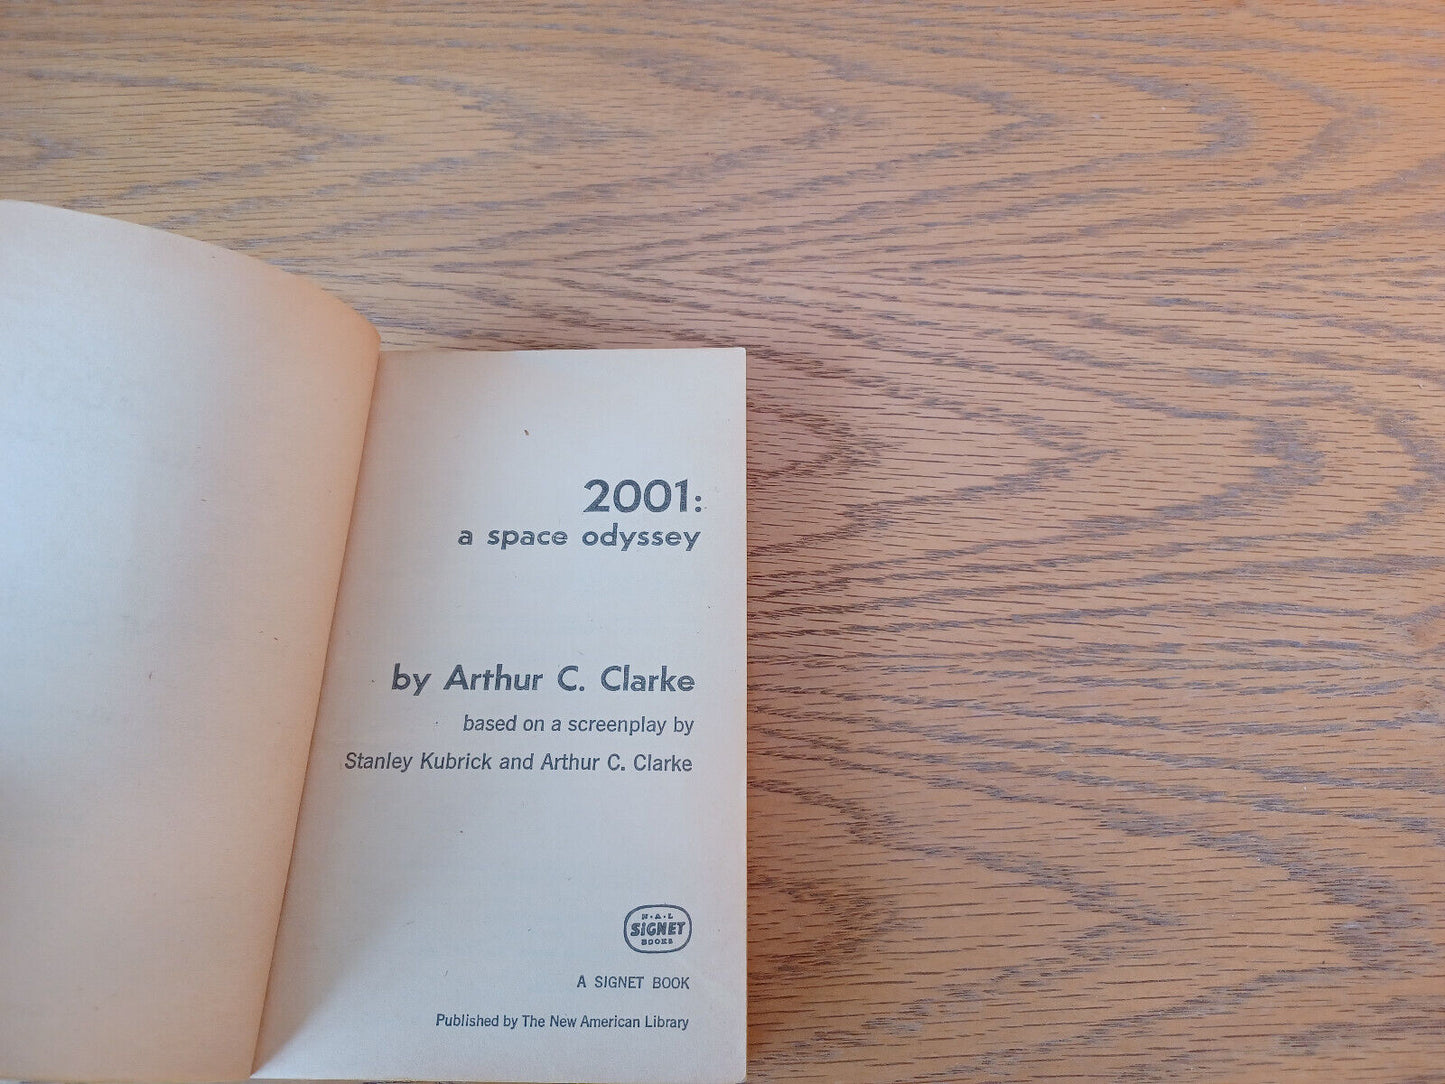 2001:
a space odyssey
by Arthur C. Clarke
based on a screenplay by
Stanley Kubrick and Arthur C. Clarke
N·A·L
SIGNET
BOOKS
A SIGNET BOOK
Published by The New American Library